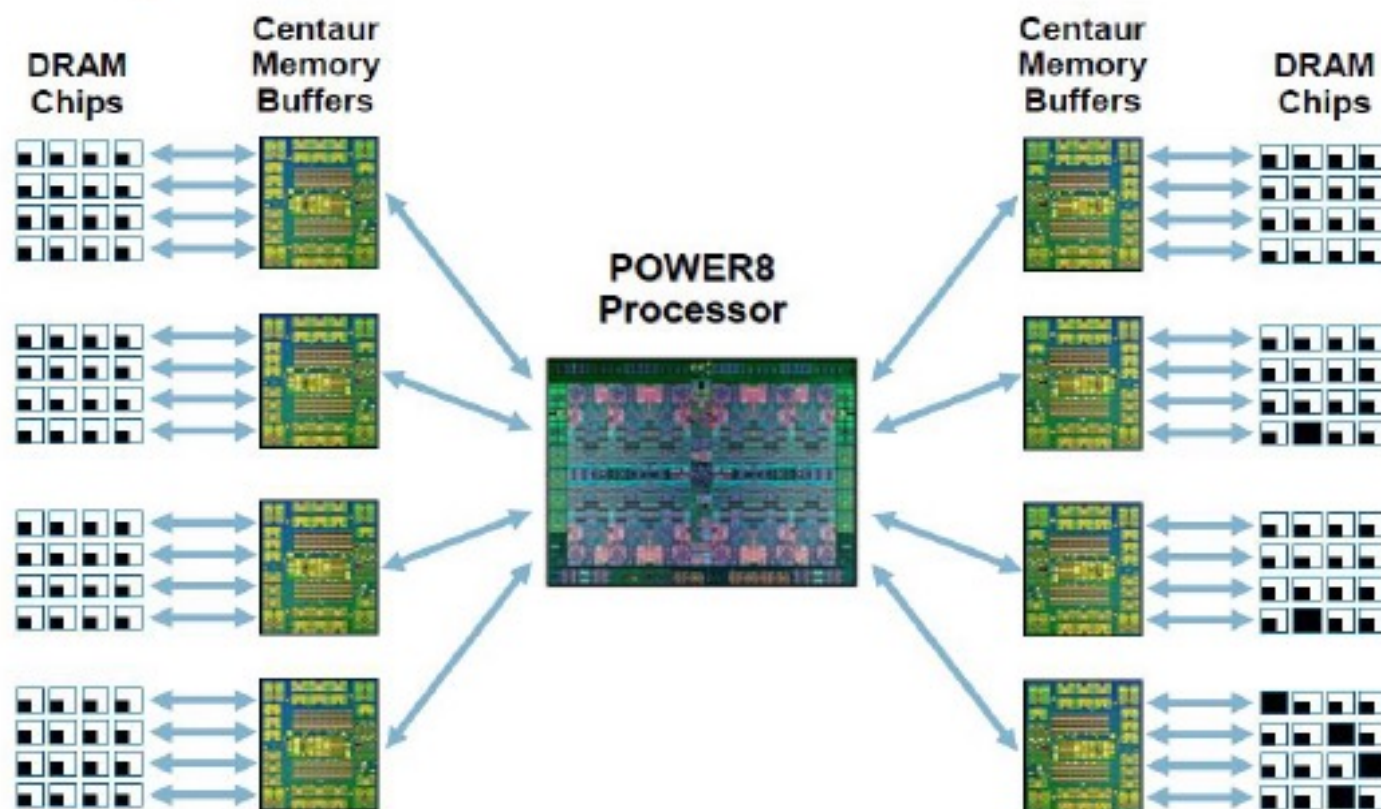 DRAM
Chips
Centaur
Memory
Buffers
POWER8
Processor
Centaur
Memory
Buffers
DRAM
Chips